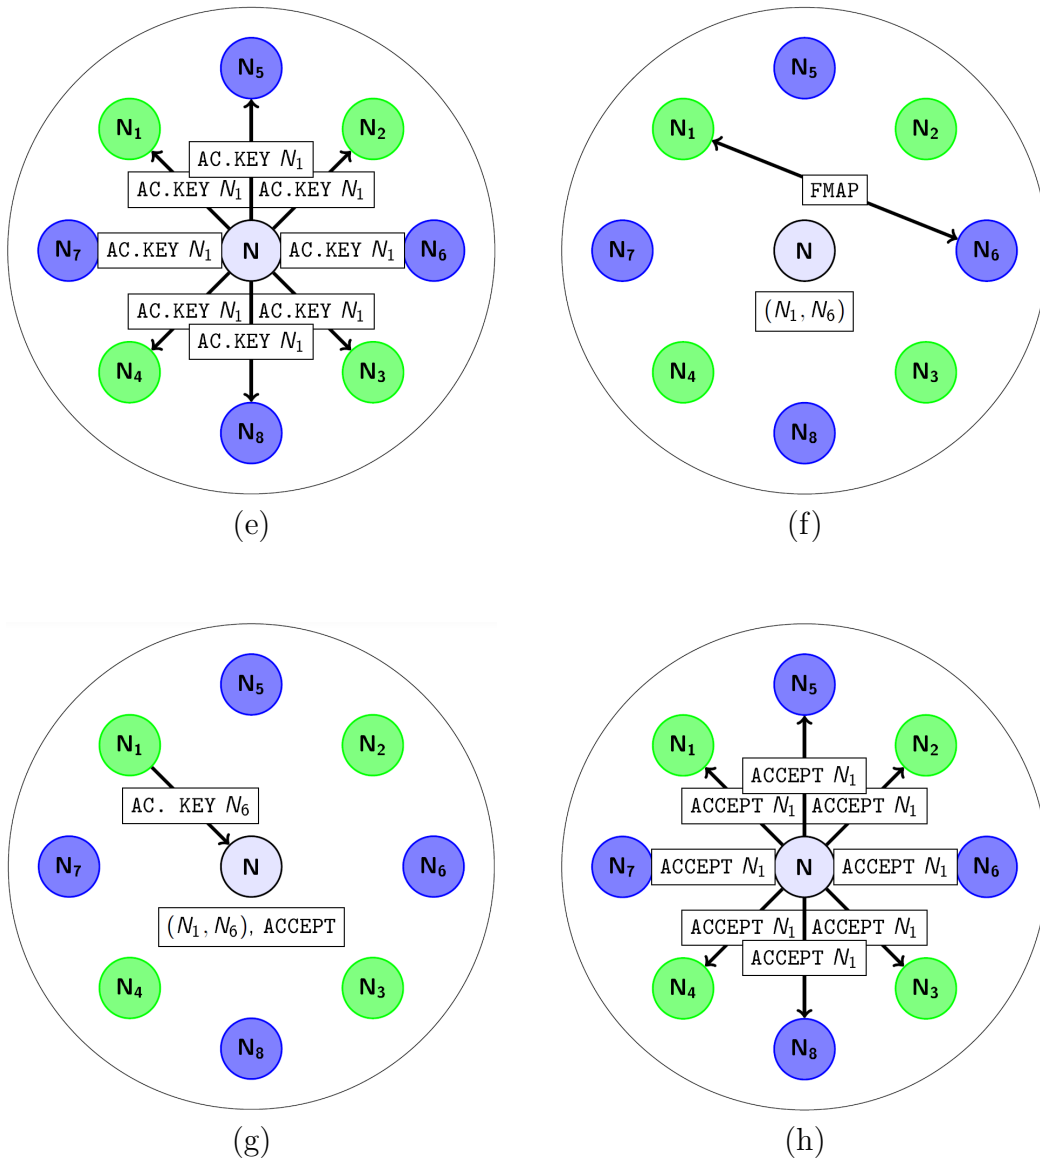 N5
N1
N2
AC.KEY N1
AC.KEY N1 AC.KEY N1
N7 AC.KEY N1 N AC.KEY N1 N6
AC.KEY N1 AC.KEY N1
AC.KEY N1
N4
N3
N8
(e)
N5
N1
N2
FMAP
N7 N N6
(N1, N6)
N4
N3
N8
(f)
N5
N1
N2
AC. KEY N6
N7 N N6
(N1, N6), ACCEPT
N4
N3
N8
(g)
N5
N1
N2
ACCEPT N1
ACCEPT N1 ACCEPT N1
N7 ACCEPT N1 N ACCEPT N1 N6
ACCEPT N1 ACCEPT N1
ACCEPT N1
N4
N3
N8
(h)